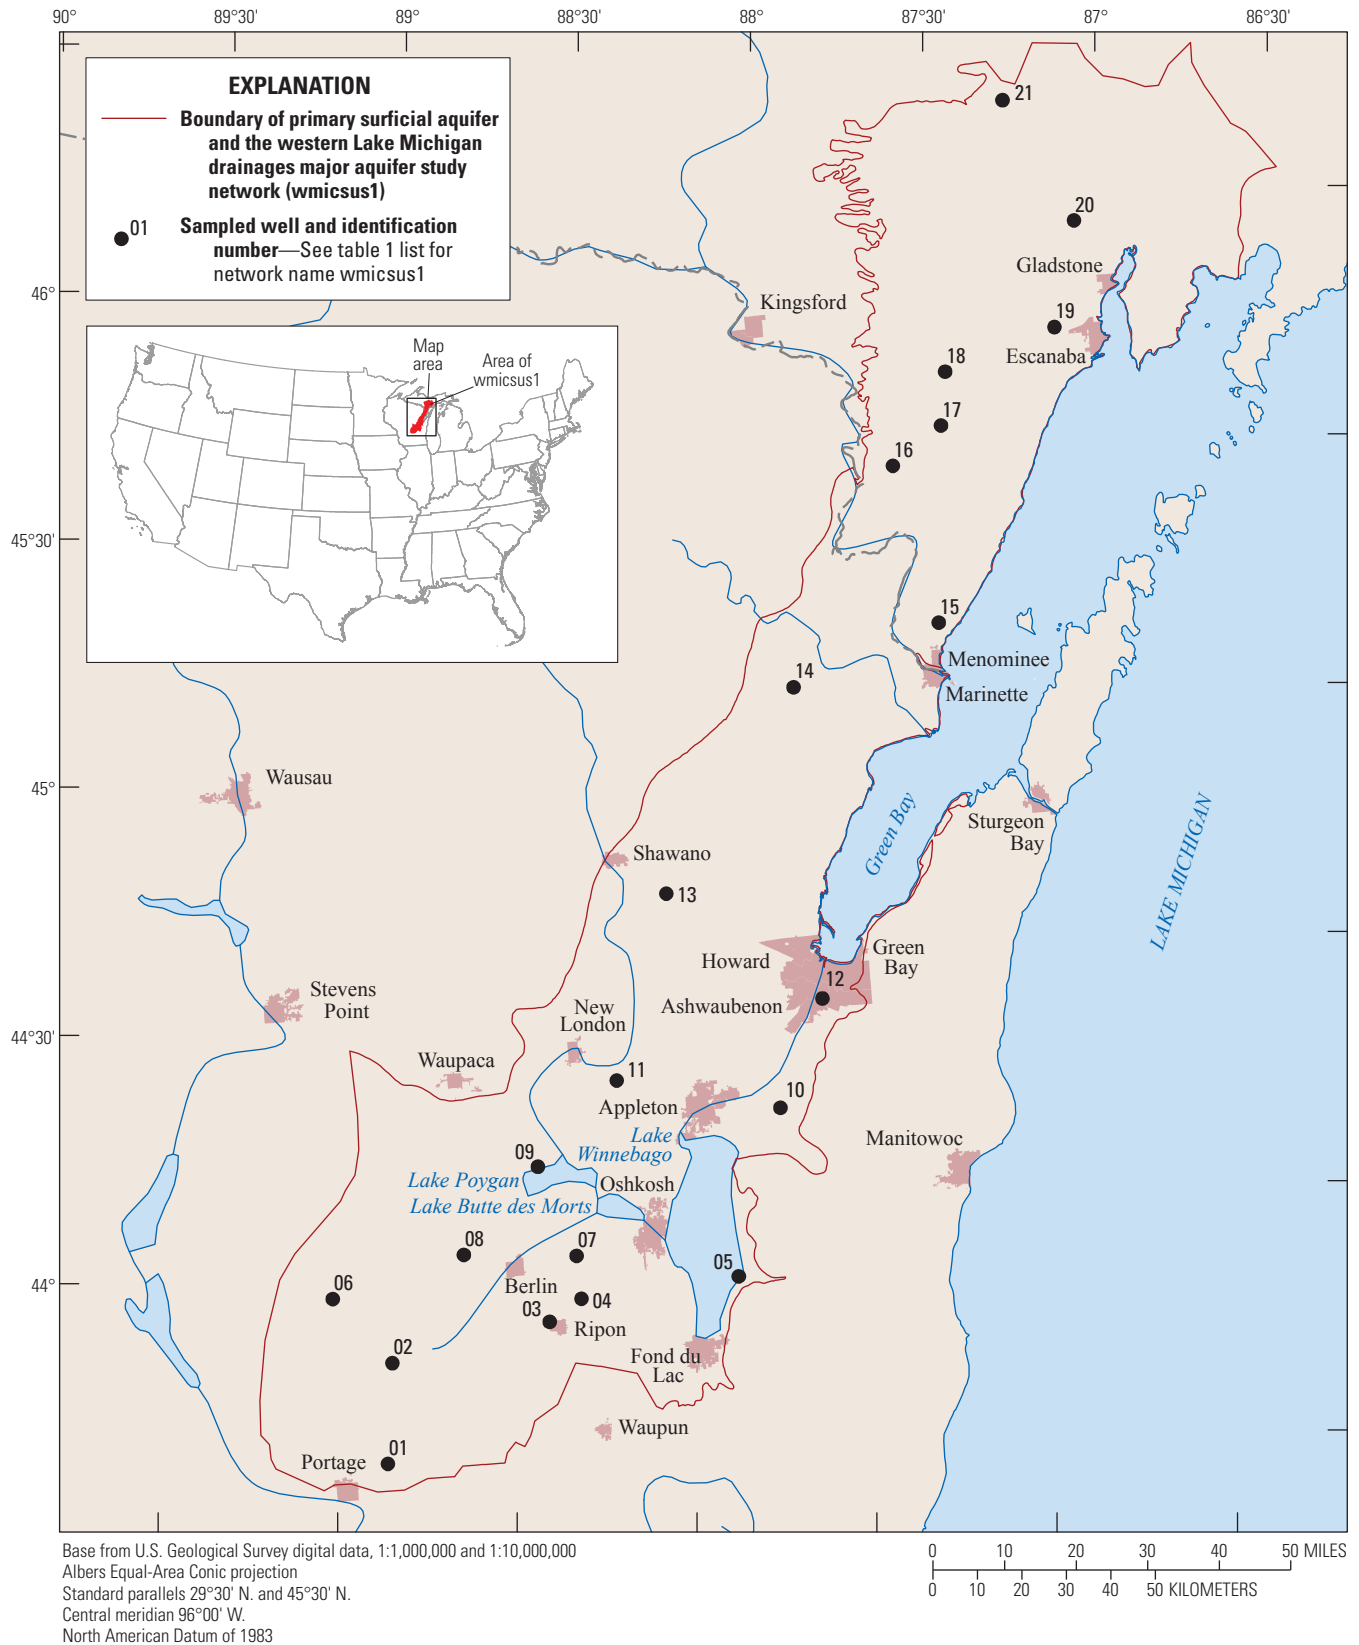 90°
89°30'
89°
88°30'
88°
87°30'
87°
86°30'
EXPLANATION
Boundary of primary surficial aquifer
and the western Lake Michigan
drainages major aquifer study
network (wmicsus1)
01
Sampled well and identification
number—See table 1 list for
network name wmicsus1
21
20
Gladstone
46°
Kingsford
19
Escanaba
Map
area
Area of
wmicsus1
18
17
16
45°30'
15
Menominee
14
Marinette
Wausau
45°
Green Bay
Sturgeon
Bay
LAKE MICHIGAN
Shawano
13
Howard
Green
Bay
12
Ashwaubenon
Stevens
Point
New
London
44°30'
Waupaca
11
Appleton
10
Lake
Winnebago
Manitowoc
09
Lake Poygan
Oshkosh
Lake Butte des Morts
08
07
05
44°
06
Berlin
04
03
Ripon
02
Fond du
Lac
Waupun
01
Portage
Base from U.S. Geological Survey digital data, 1:1,000,000 and 1:10,000,000
Albers Equal-Area Conic projection
Standard parallels 29°30' N. and 45°30' N.
Central meridian 96°00' W.
North American Datum of 1983
0 10 20 30 40 50 MILES
0 10 20 30 40 50 KILOMETERS